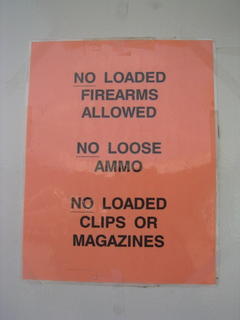 NO LOADED
FIREARMS
ALLOWED
NO LOOSE
AMMO
NO LOADED
CLIPS OR
MAGAZINES